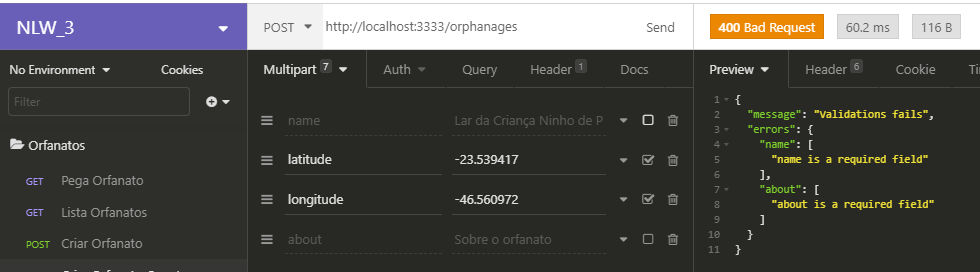 NLW_3
POST http://localhost:3333/orphanages Send
400 Bad Request 60.2 ms 116 B
No Environment Cookies
Multipart 7 Auth Query Header 1 Docs
Preview Header 6 Cookie
Filter
name Lar da Criança Ninho de P
latitude -23.539417
longitude -46.560972
about Sobre o orfanato
Orfanatos
GET Pega Orfanato
GET Lista Orfanatos
POST Criar Orfanato
1 {
2 "message": "Validations fails",
3 "errors": {
4 "name": [
5 "name is a required field"
6 ],
7 "about": [
8 "about is a required field"
9 ]
10 }
11 }